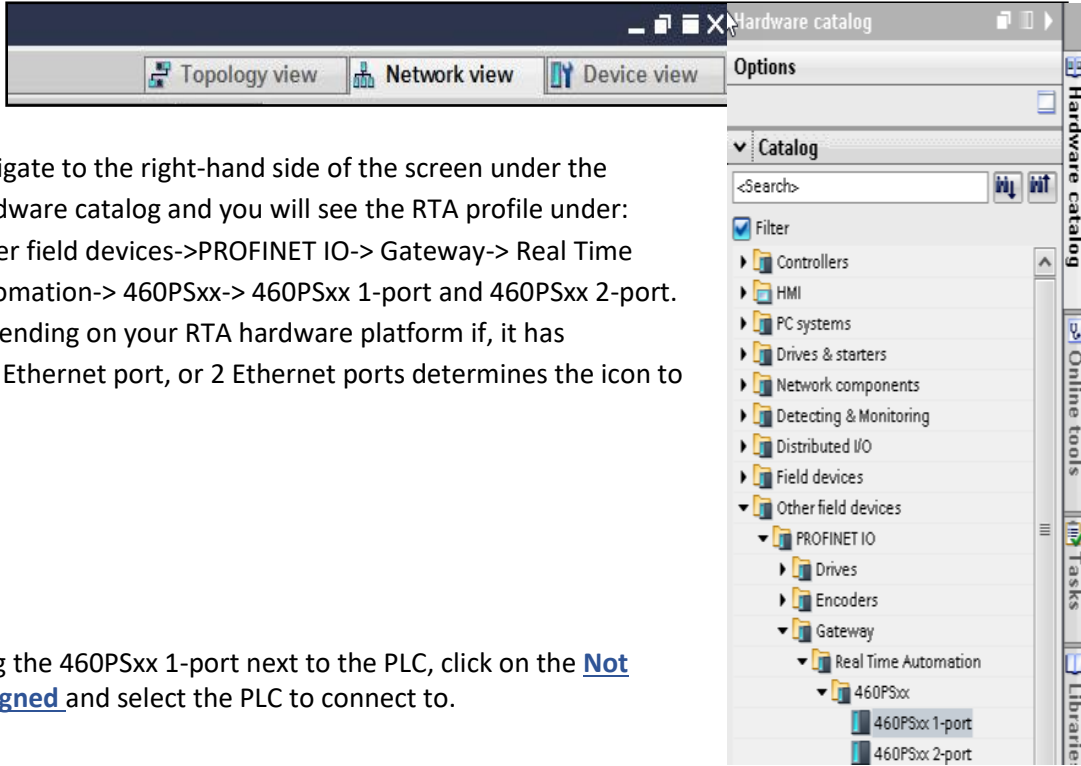 Topology view Network view Device view
igate to the right-hand side of the screen under the
dware catalog and you will see the RTA profile under:
er field devices->PROFINET IO-> Gateway-> Real Time
omation-> 460PSxx-> 460PSxx 1-port and 460PSxx 2-port.
ending on your RTA hardware platform if, it has
Ethernet port, or 2 Ethernet ports determines the icon to
g the 460PSxx 1-port next to the PLC, click on the Not
igned and select the PLC to connect to.
Hardware catalog
Options
Catalog
<Search>
Filter
Controllers
HMI
PC systems
Drives & starters
Network components
Detecting & Monitoring
Distributed I/O
Field devices
Other field devices
PROFINET IO
Drives
Encoders
Gateway
Real Time Automation
460PSxx
460PSxx 1-port
460PSxx 2-port
Hardware catalog
Online tools
Tasks
Libraries